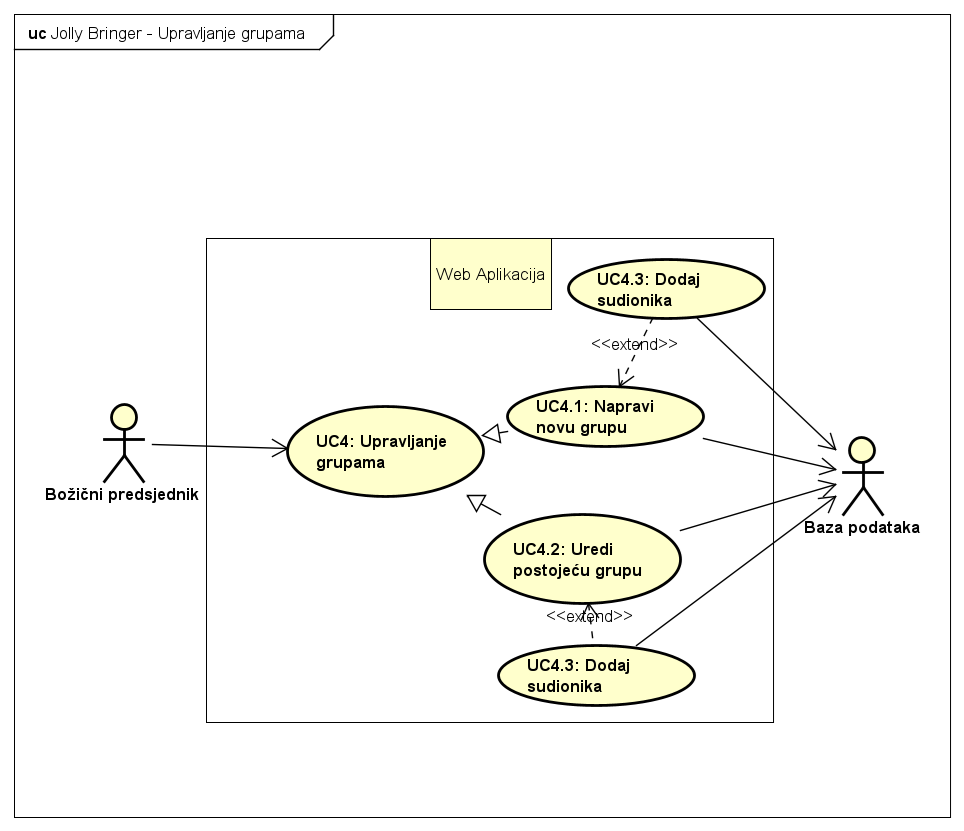 uc Jolly Bringer - Upravljanje grupama
Web Aplikacija
UC4.3: Dodaj
sudionika
<<extend>>
UC4.1: Napravi
novu grupu
UC4: Upravljanje
grupama
Božični predsjednik
Baza podataka
UC4.2: Uredi
postojeću grupu
<<extend>>
UC4.3: Dodaj
sudionika